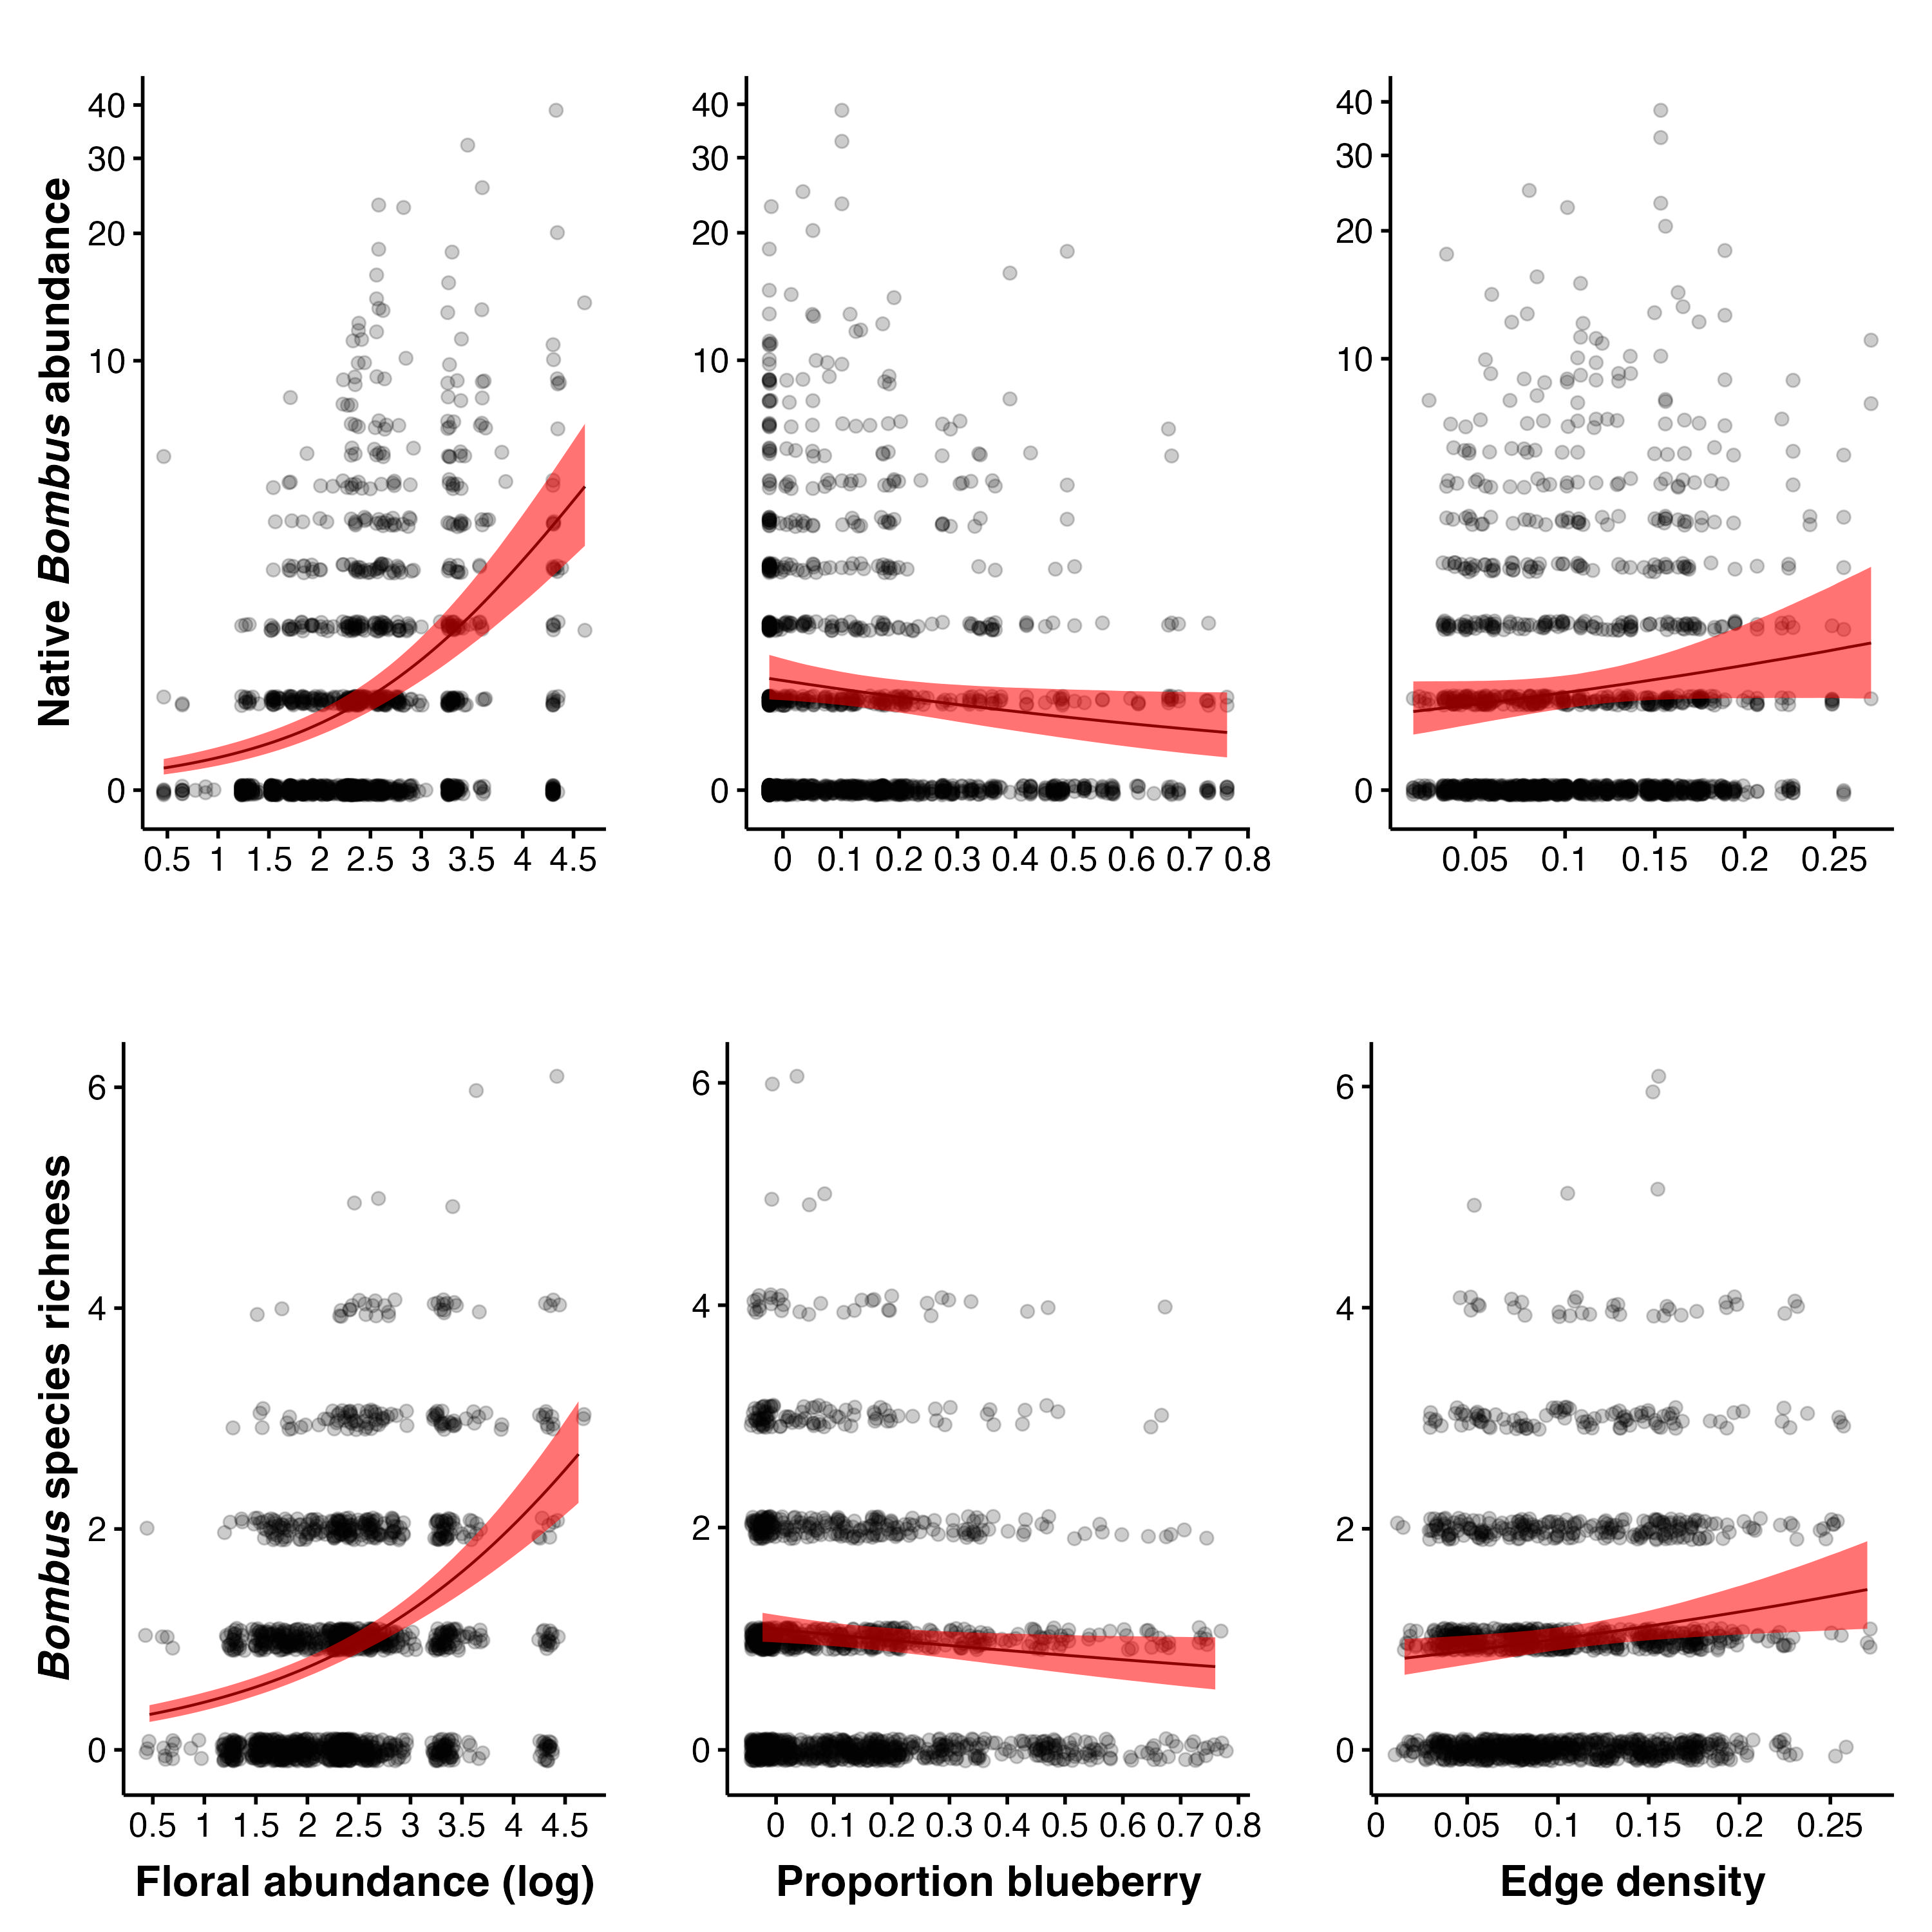 Native Bombus abundance
40
30
20
10
0
0.5 1 1.5 2 2.5 3 3.5 4 4.5
40
30
20
10
0
0 0.1 0.2 0.3 0.4 0.5 0.6 0.7 0.8
40
30
20
10
0
0.05 0.1 0.15 0.2 0.25
Bombus species richness
6
4
2
0
0.5 1 1.5 2 2.5 3 3.5 4 4.5
Floral abundance (log)
6
4
2
0
0 0.1 0.2 0.3 0.4 0.5 0.6 0.7 0.8
Proportion blueberry
6
4
2
0
0 0.05 0.1 0.15 0.2 0.25
Edge density